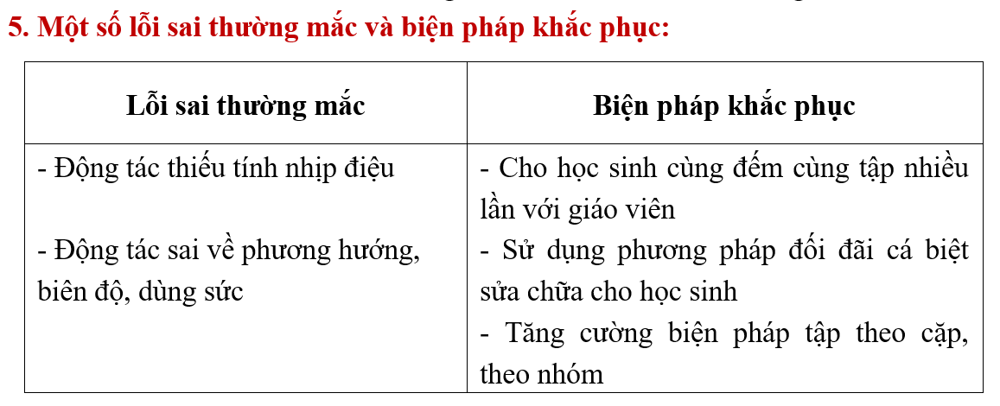 5. Một số lỗi sai thường mắc và biện pháp khắc phục:
Lỗi sai thường mắc
Biện pháp khắc phục
- Động tác thiếu tính nhịp điệu
- Động tác sai về phương hướng,
biên độ, dùng sức
- Cho học sinh cùng đếm cùng tập nhiều
lần với giáo viên
- Sử dụng phương pháp đối đãi cá biệt
sửa chữa cho học sinh
- Tăng cường biện pháp tập theo cặp,
theo nhóm